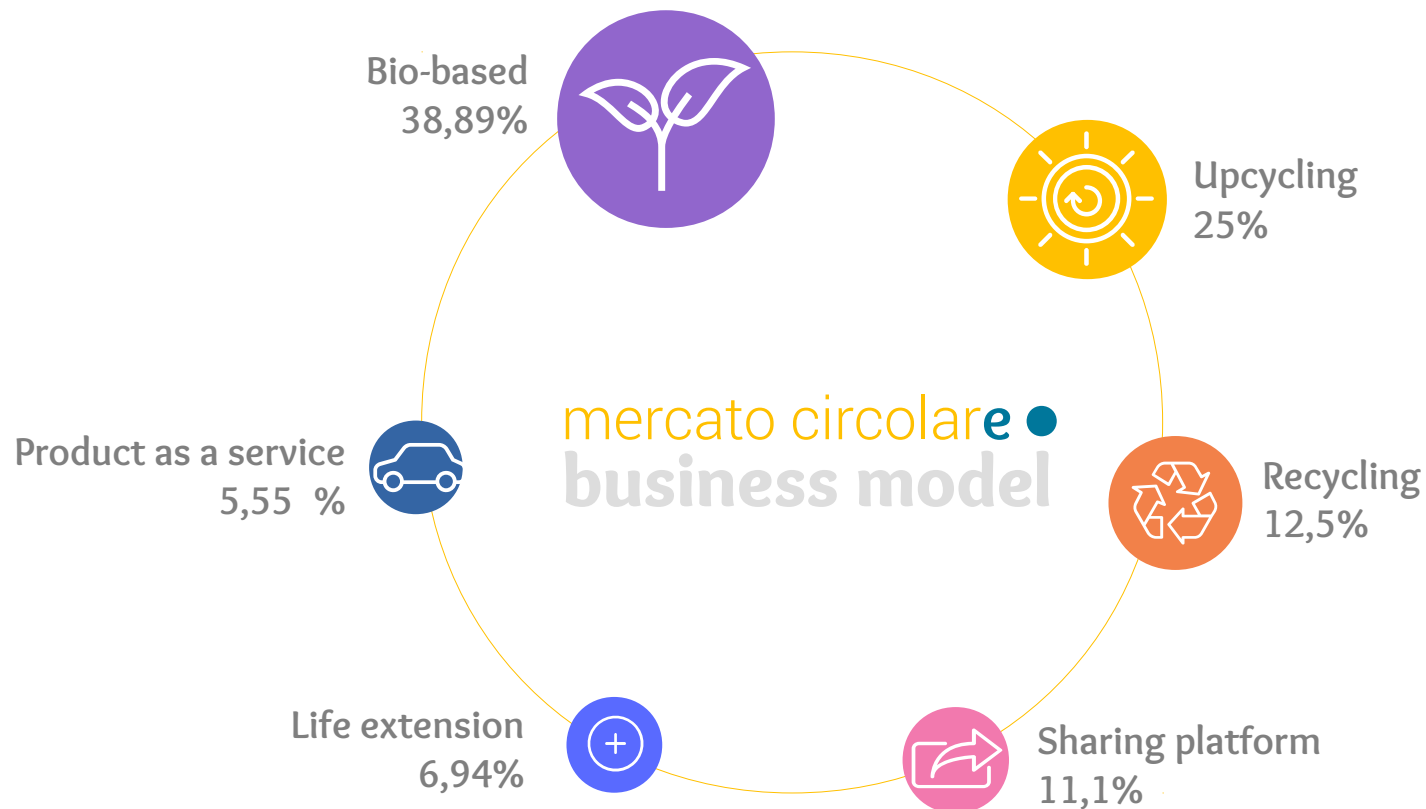 Bio-based
38,89%
Upcycling
25%
mercato circolare
business model
Product as a service
5,55 %
Recycling
12,5%
Life extension
6,94%
Sharing platform
11,1%